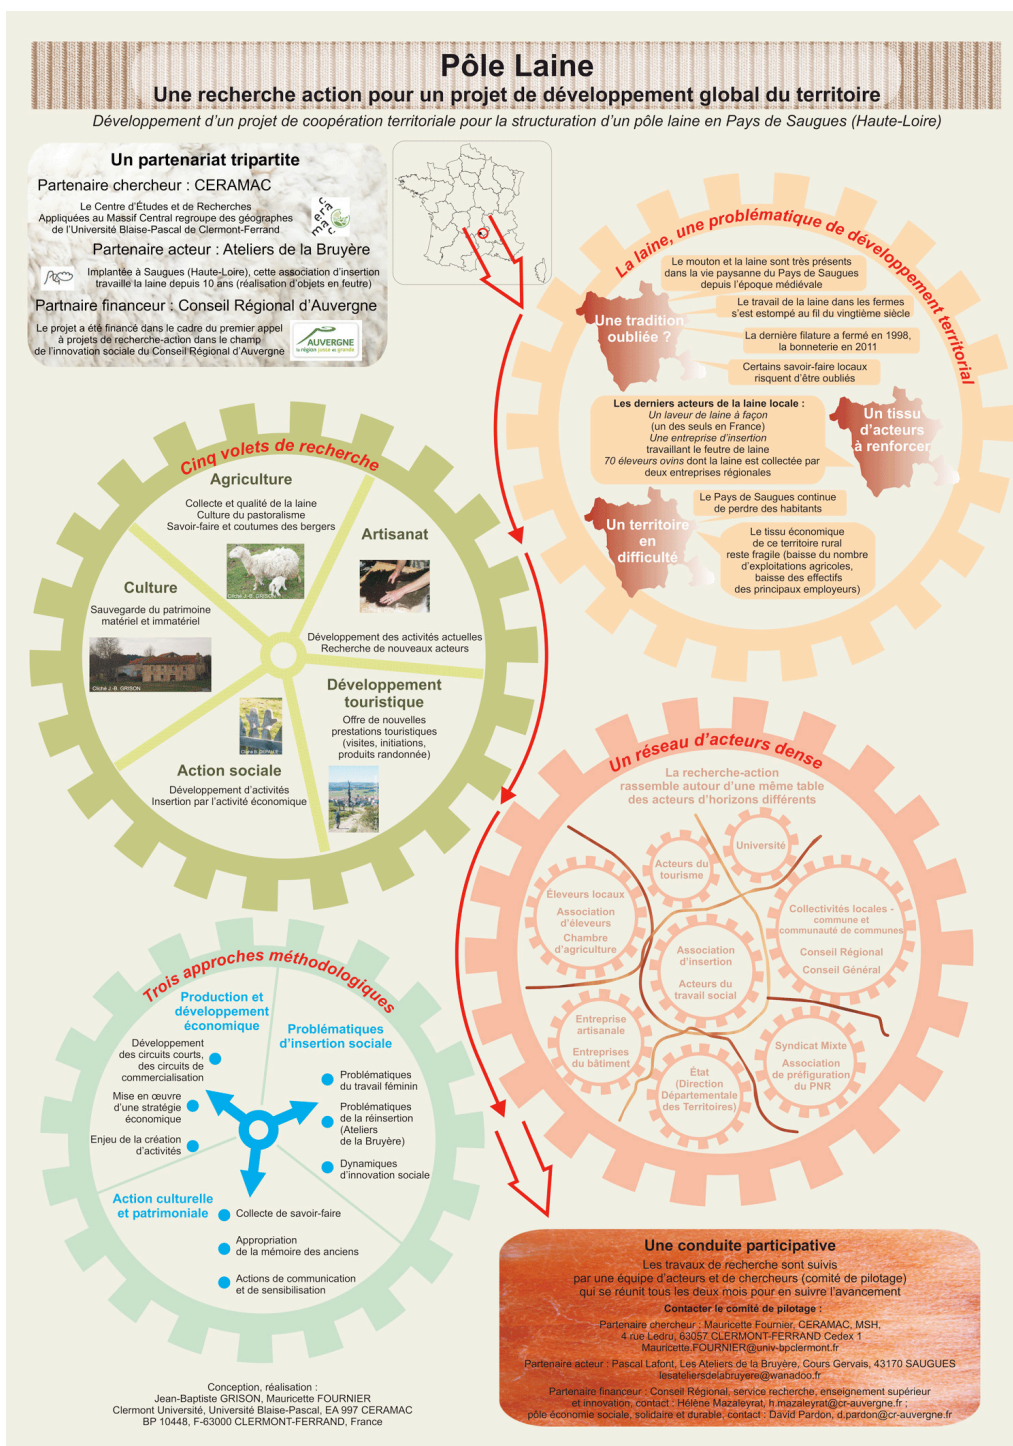 Pôle Laine
Une recherche action pour un projet de développement global du territoire
Développement d'un projet de coopération territoriale pour la structuration d'un pôle laine en Pays de Saugues (Haute-Loire)
Un partenariat tripartite
Partenaire chercheur : CERAMAC
Le Centre d'Études et de Recherches
Appliquées au Massif Central regroupe des géographes
de l'Université Blaise-Pascal de Clermont-Ferrand
ceramac
Partenaire acteur : Ateliers de la Bruyère
Implantée à Saugues (Haute-Loire), cette association d'insertion
travaille la laine depuis 10 ans (réalisation d'objets en feutre)
Partnaire financeur : Conseil Régional d'Auvergne
Le projet a été financé dans le cadre du premier appel
à projets de recherche-action dans le champ
de l'innovation sociale du Conseil Régional d'Auvergne
AUVERGNE
la région juste et grande
La laine, une problématique de développement territorial
Le mouton et la laine sont très présents
dans la vie paysanne du Pays de Saugues
depuis l'époque médiévale
Une tradition
oubliée ?
Le travail de la laine dans les fermes
s'est estompé au fil du vingtième siècle
La dernière filature a fermé en 1998,
la bonneterie en 2011
Certains savoir-faire locaux
risquent d'être oubliés
Les derniers acteurs de la laine locale :
Un laveur de laine à façon
(un des seuls en France)
Une entreprise d'insertion
travaillant le feutre de laine
70 éleveurs ovins dont la laine est collectée par
deux entreprises régionales
Un tissu
d'acteurs
à renforcer
Un territoire
en
difficulté
Le Pays de Saugues continue
de perdre des habitants
Le tissu économique
de ce territoire rural
reste fragile (baisse du nombre
d'exploitations agricoles,
baisse des effectifs
des principaux employeurs)
Cinq volets de recherche
Agriculture
Collecte et qualité de la laine
Culture du pastoralisme
Savoir-faire et coutumes des bergers
Cliché J.-B. GRISON
Artisanat
Développement des activités actuelles
Recherche de nouveaux acteurs
Culture
Sauvegarde du patrimoine
matériel et immatériel
Cliché J.-B. GRISON
Développement
touristique
Offre de nouvelles
prestations touristiques
(visites, initiations,
produits randonnée)
Action sociale
Développement d'activités
Insertion par l'activité économique
Un réseau d'acteurs dense
La recherche-action
rassemble autour d'une même table
des acteurs d'horizons différents
Université
Acteurs du
tourisme
Éleveurs locaux
Association
d'éleveurs
Chambre
d'agriculture
Collectivités locales -
commune et
communauté de communes
Conseil Régional
Conseil Général
Association
d'insertion
Acteurs du
travail social
Entreprise
artisanale
Entreprises
du bâtiment
État
(Direction
Départementale
des Territoires)
Syndicat Mixte
Association
de préfiguration
du PNR
Trois approches méthodologiques
Production et
développement
économique
Développement
des circuits courts,
des circuits de
commercialisation
Mise en œuvre
d'une stratégie
économique
Enjeu de la création
d'activités
Problématiques
d'insertion sociale
Problématiques
du travail féminin
Problématiques
de la réinsertion
(Ateliers
de la Bruyère)
Dynamiques
d'innovation sociale
Action culturelle
et patrimoniale
Collecte de savoir-faire
Appropriation
de la mémoire des anciens
Actions de communication
et de sensibilisation
Une conduite participative
Les travaux de recherche sont suivis
par une équipe d'acteurs et de chercheurs (comité de pilotage)
qui se réunit tous les deux mois pour en suivre l'avancement
Contacter le comité de pilotage :
Partenaire chercheur : Mauricette Fournier, CERAMAC, MSH,
4 rue Ledru, 63057 CLERMONT-FERRAND Cedex 1
Mauricette.FOURNIER@univ-bpclermont.fr
Partenaire acteur : Pascal Lafont, Les Ateliers de la Bruyère, Cours Gervais, 43170 SAUGUES
lesateliersdelabruyere@wanadoo.fr
Partenaire financeur : Conseil Régional, service recherche, enseignement supérieur
et innovation, contact : Hélène Mazaleyrat, h.mazaleyrat@cr-auvergne.fr ;
pôle économie sociale, solidaire et durable, contact : David Pardon, d.pardon@cr-auvergne.fr
Conception, réalisation :
Jean-Baptiste GRISON, Mauricette FOURNIER
Clermont Université, Université Blaise-Pascal, EA 997 CERAMAC
BP 10448, F-63000 CLERMONT-FERRAND, France